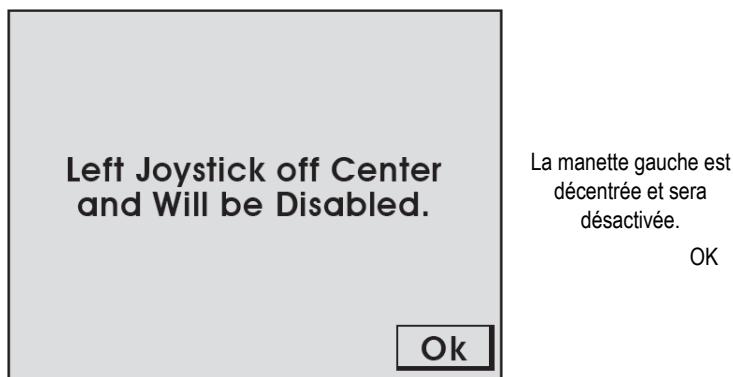 Left Joystick off Center
and Will be Disabled.
Ok
La manette gauche est
décentrée et sera
désactivée.
OK